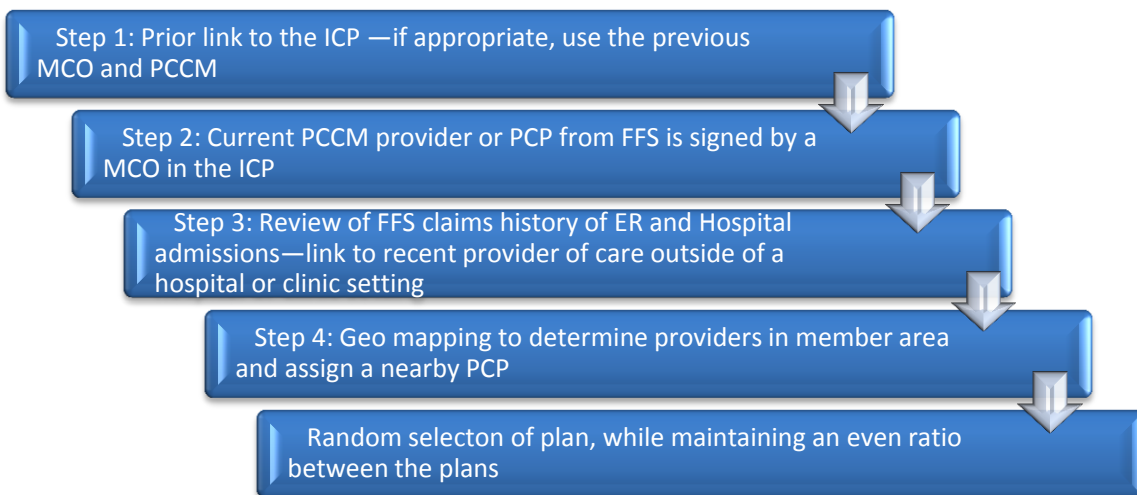 Step 1: Prior link to the ICP —if appropriate, use the previous
MCO and PCCM
Step 2: Current PCCM provider or PCP from FFS is signed by a
MCO in the ICP
Step 3: Review of FFS claims history of ER and Hospital
admissions—link to recent provider of care outside of a
hospital or clinic setting
Step 4: Geo mapping to determine providers in member area
and assign a nearby PCP
Random selecton of plan, while maintaining an even ratio
between the plans